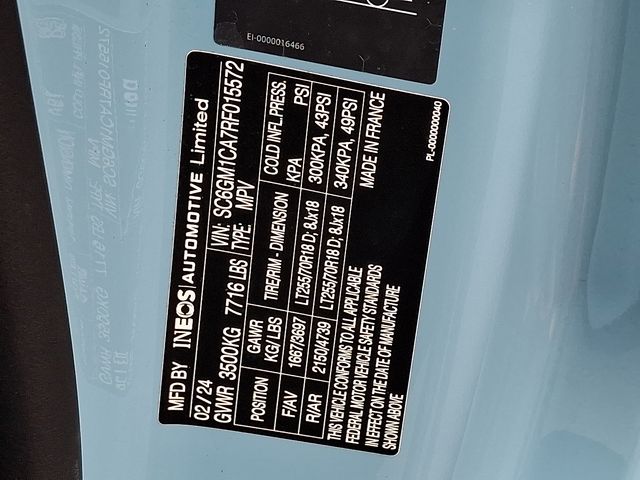 EI-0000016466
MFD BY INEOS | AUTOMOTIVE Limited
02 / 24 VIN: SC6GM1CA7RF015572
GVWR 3500KG 7716 LBS TYPE: MPV
POSITION GAWR KG/LBS TIRE/RIM - DIMENSION COLD INFL.PRESS. KPA PSI
F/AV 1667/3697 LT255/70R18 D; 8Jx18 300KPA, 43PSI
R/AR 2150/4739 LT255/70R18 D; 8Jx18 340KPA, 49PSI
THIS VEHICLE CONFORMS TO ALL APPLICABLE
FEDERAL MOTOR VEHICLE SAFETY STANDARDS
IN EFFECT ON THE DATE OF MANUFACTURE
SHOWN ABOVE
MADE IN FRANCE
PL-0000000040